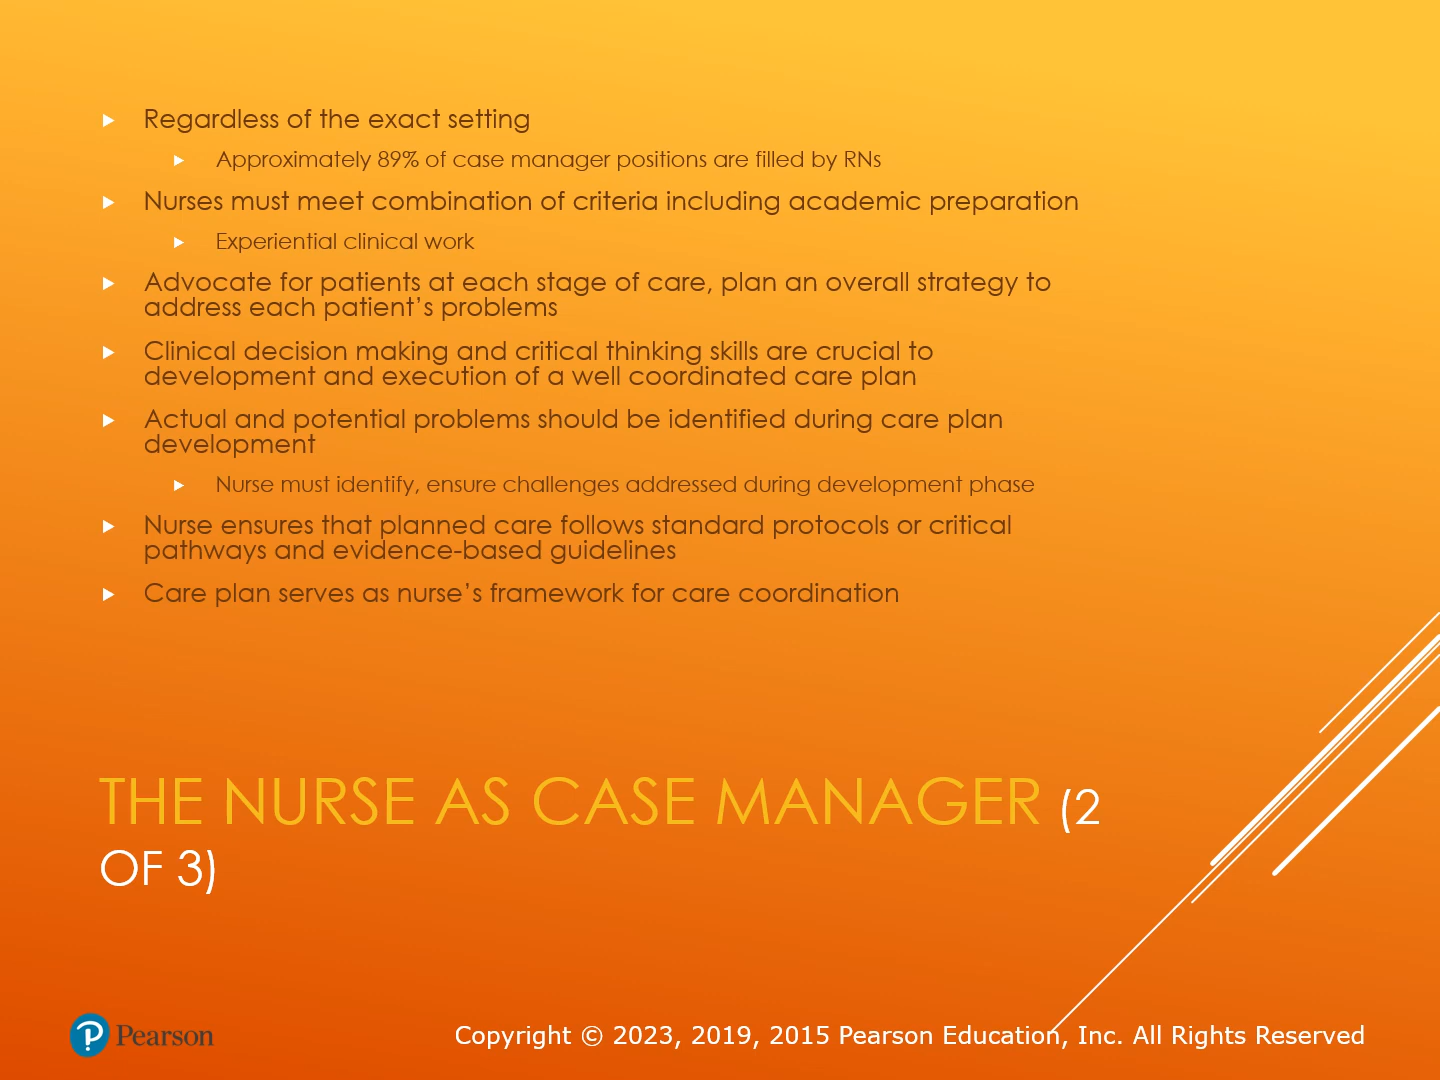 Regardless of the exact setting
Approximately 89% of case manager positions are filled by RNs
Nurses must meet combination of criteria including academic preparation
Experiential clinical work
Advocate for patients at each stage of care, plan an overall strategy to
address each patient’s problems
Clinical decision making and critical thinking skills are crucial to
development and execution of a well coordinated care plan
Actual and potential problems should be identified during care plan
development
Nurse must identify, ensure challenges addressed during development phase
Nurse ensures that planned care follows standard protocols or critical
pathways and evidence-based guidelines
Care plan serves as nurse’s framework for care coordination
THE NURSE AS CASE MANAGER (2
OF 3)
Pearson
Copyright © 2023, 2019, 2015 Pearson Education, Inc. All Rights Reserved